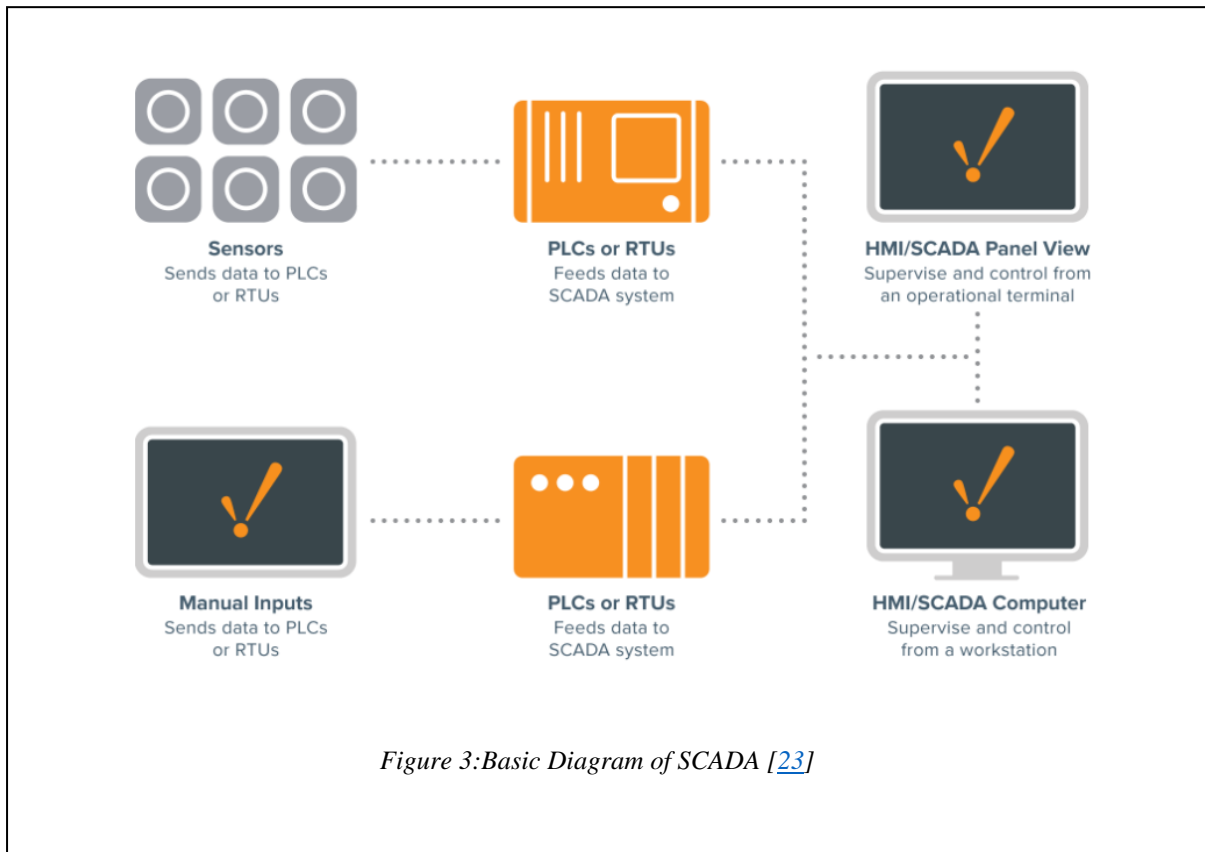 Sensors
Sends data to PLCs
or RTUs
PLCs or RTUs
Feeds data to
SCADA system
HMI/SCADA Panel View
Supervise and control from
an operational terminal
Manual Inputs
Sends data to PLCs
or RTUs
PLCs or RTUs
Feeds data to
SCADA system
HMI/SCADA Computer
Supervise and control
from a workstation
Figure 3:Basic Diagram of SCADA [23]